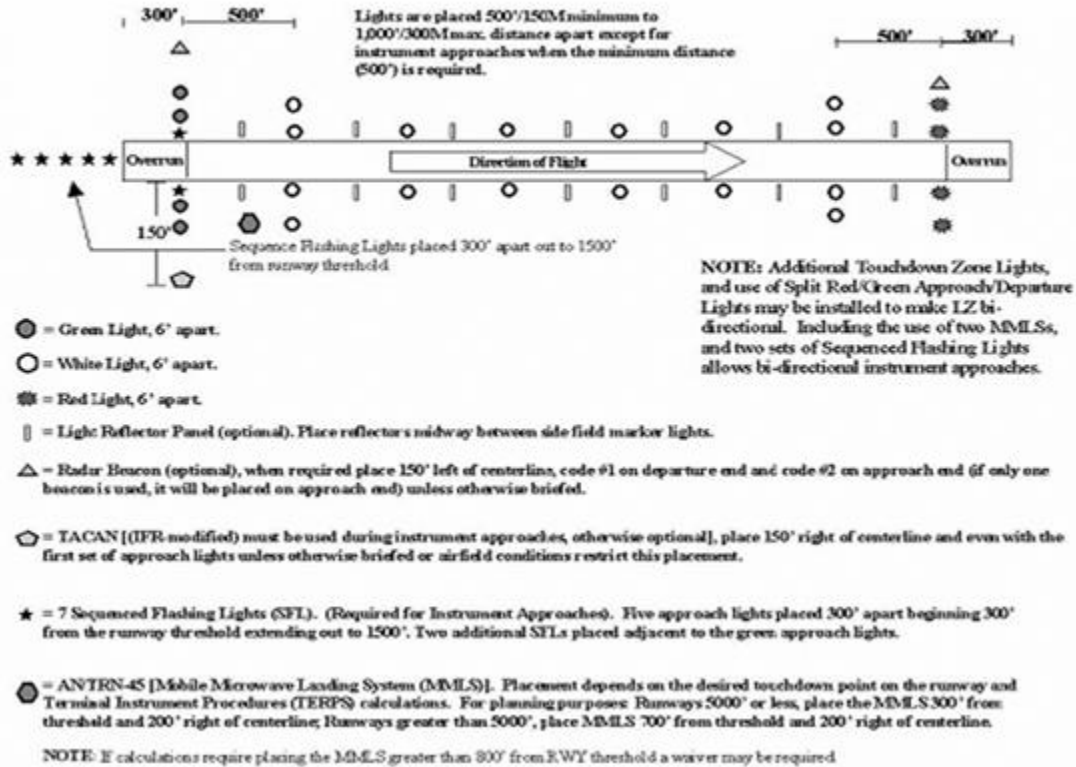 300'
500'
Lights are placed 500'/150M minimum to
1,000'/300M max. distance apart except for
instrument approaches when the minimum distance
(500') is required.
500'
300'
Overrun
Direction of Flight
Overrun
150'
Sequence Flashing Lights placed 300' apart out to 1500'
from runway threshold
NOTE: Additional Touchdown Zone Lights,
and use of Split Red/Green Approach/Departure
Lights may be installed to make LZ bi-
directional. Including the use of two MMLSs,
and two sets of Sequenced Flashing Lights
allows bi-directional instrument approaches.
= Green Light, 6' apart.
= White Light, 6' apart.
= Red Light, 6' apart.
= Light Reflector Panel (optional). Place reflectors midway between side field marker lights.
= Radar Beacon (optional), when required place 150' left of centerline, code #1 on departure end and code #2 on approach end (if only one
beacon is used, it will be placed on approach end) unless otherwise briefed.
= TACAN [(IFR-modified) must be used during instrument approaches, otherwise optional], place 150' right of centerline and even with the
first set of approach lights unless otherwise briefed or airfield conditions restrict this placement.
= 7 Sequenced Flashing Lights (SFL). (Required for Instrument Approaches). Five approach lights placed 300' apart beginning 300'
from the runway threshold extending out to 1500'. Two additional SFLs placed adjacent to the green approach lights.
= AN/TRN-45 [Mobile Microwave Landing System (MMLS)]. Placement depends on the desired touchdown point on the runway and
Terminal Instrument Procedures (TERPS) calculations. For planning purposes: Runways 5000' or less, place the MMLS 300' from
threshold and 200' right of centerline; Runways greater than 5000', place MMLS 700' from threshold and 200' right of centerline.
NOTE: If calculations require placing the MMLS greater than 800' from RWY threshold a waiver may be required